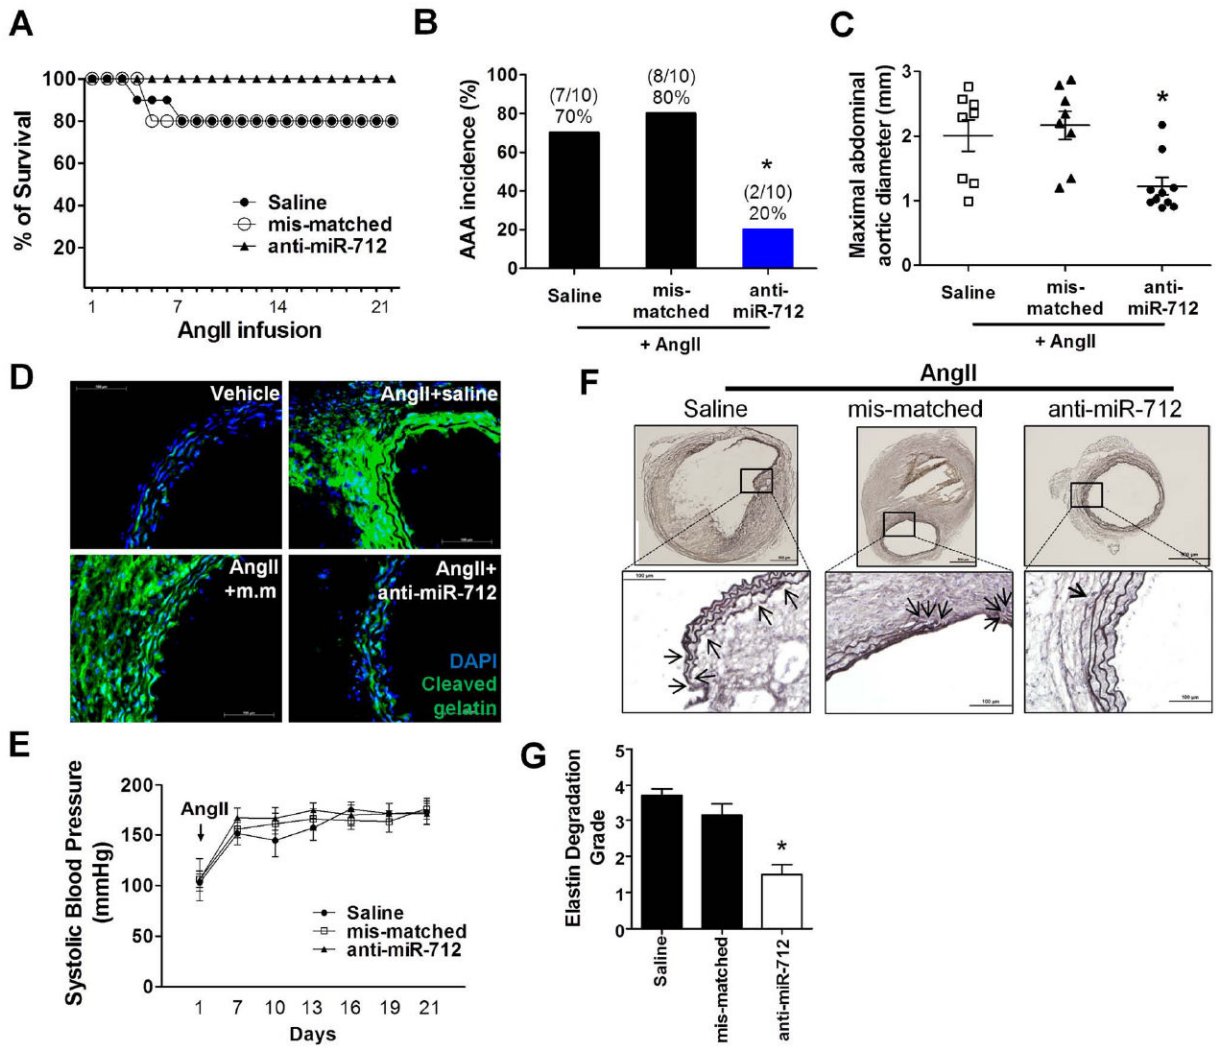 A
% of Survival
100
80
60
40
20
Saline
mis-matched
anti-miR-712
1
7
14
21
AngII infusion
B
AAA incidence (%)
100
80
60
40
20
0
(7/10)
70%
(8/10)
80%
*
(2/10)
20%
Saline
mis-
matched
anti-
miR-712
+ AngII
C
Maximal abdominal
aortic diameter (mm)
3
2
1
0
*
Saline
mis-
matched
anti-
miR-712
+ AngII
D
Vehicle
AngII+saline
AngII
+m.m
AngII+
anti-miR-712
DAPI
Cleaved
gelatin
E
Systolic Blood Pressure
(mmHg)
200
150
100
50
0
AngII
Saline
mis-matched
anti-miR-712
1
7
10
13
16
19
21
Days
F
AngII
Saline
mis-matched
anti-miR-712
100 µm
100 µm
100 µm
G
Elastin Degradation
Grade
5
4
3
2
1
0
*
Saline
mis-matched
anti-miR-712